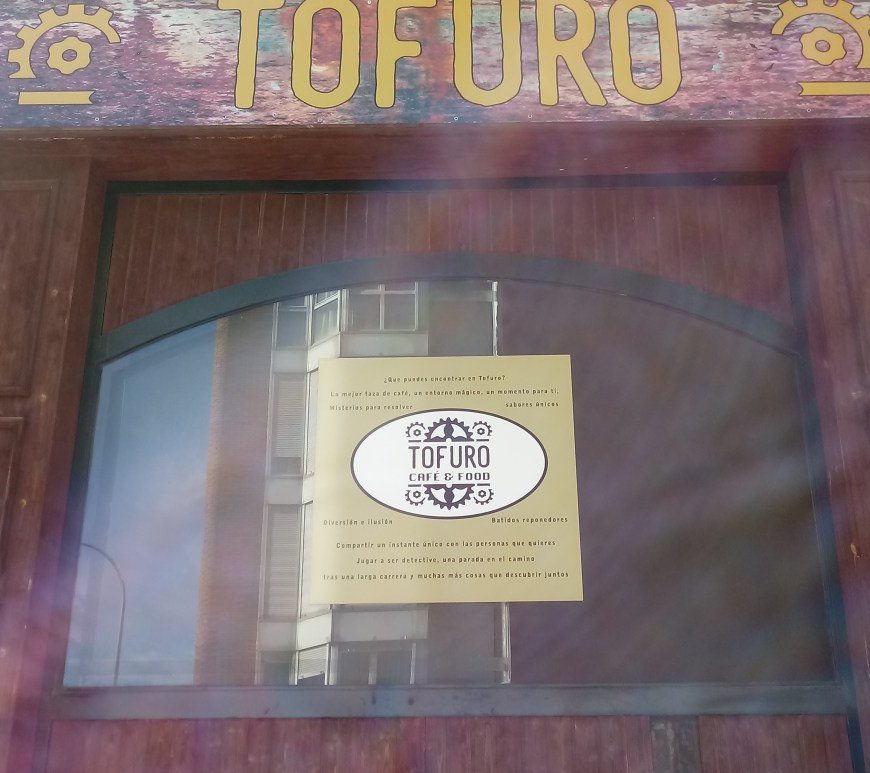 TOFURO
¿Que puedes encontrar en Tofuro?
La mejor taza de café, un entorno mágico, un momento para ti,
Misterios para resolver
sabores únicos
TOFURO
CAFÉ & FOOD
Diversión e ilusión
Batidos reponedores
Compartir un instante único con las personas que quieres
Jugar a ser detective, una parada en el camino
Tras una larga carrera y muchas más cosas que descubrir juntos